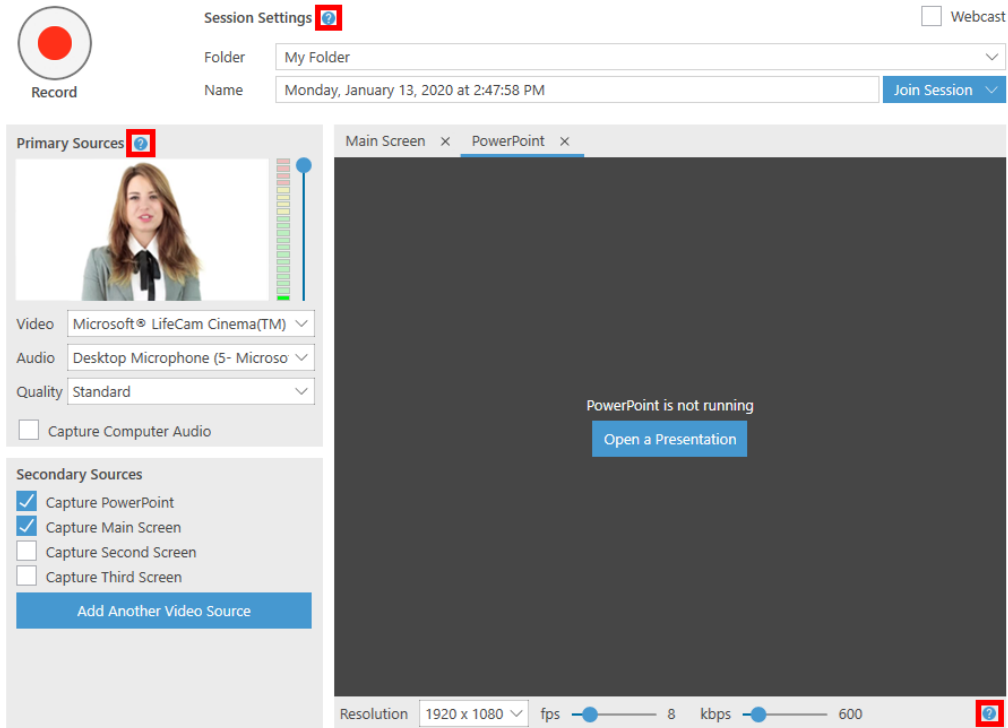 Session Settings ?
Webcast
Folder My Folder
Record
Name Monday, January 13, 2020 at 2:47:58 PM Join Session
Primary Sources ?
Main Screen × PowerPoint ×
Video Microsoft® LifeCam Cinema(TM)
Audio Desktop Microphone (5- Microso
Quality Standard
Capture Computer Audio
PowerPoint is not running
Open a Presentation
Secondary Sources
Capture PowerPoint
Capture Main Screen
Capture Second Screen
Capture Third Screen
Add Another Video Source
Resolution 1920 x 1080 fps 8 kbps 600 ?